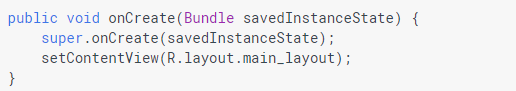 public void onCreate(Bundle savedInstanceState) {
    super.onCreate(savedInstanceState);
    setContentView(R.layout.main_layout);
}